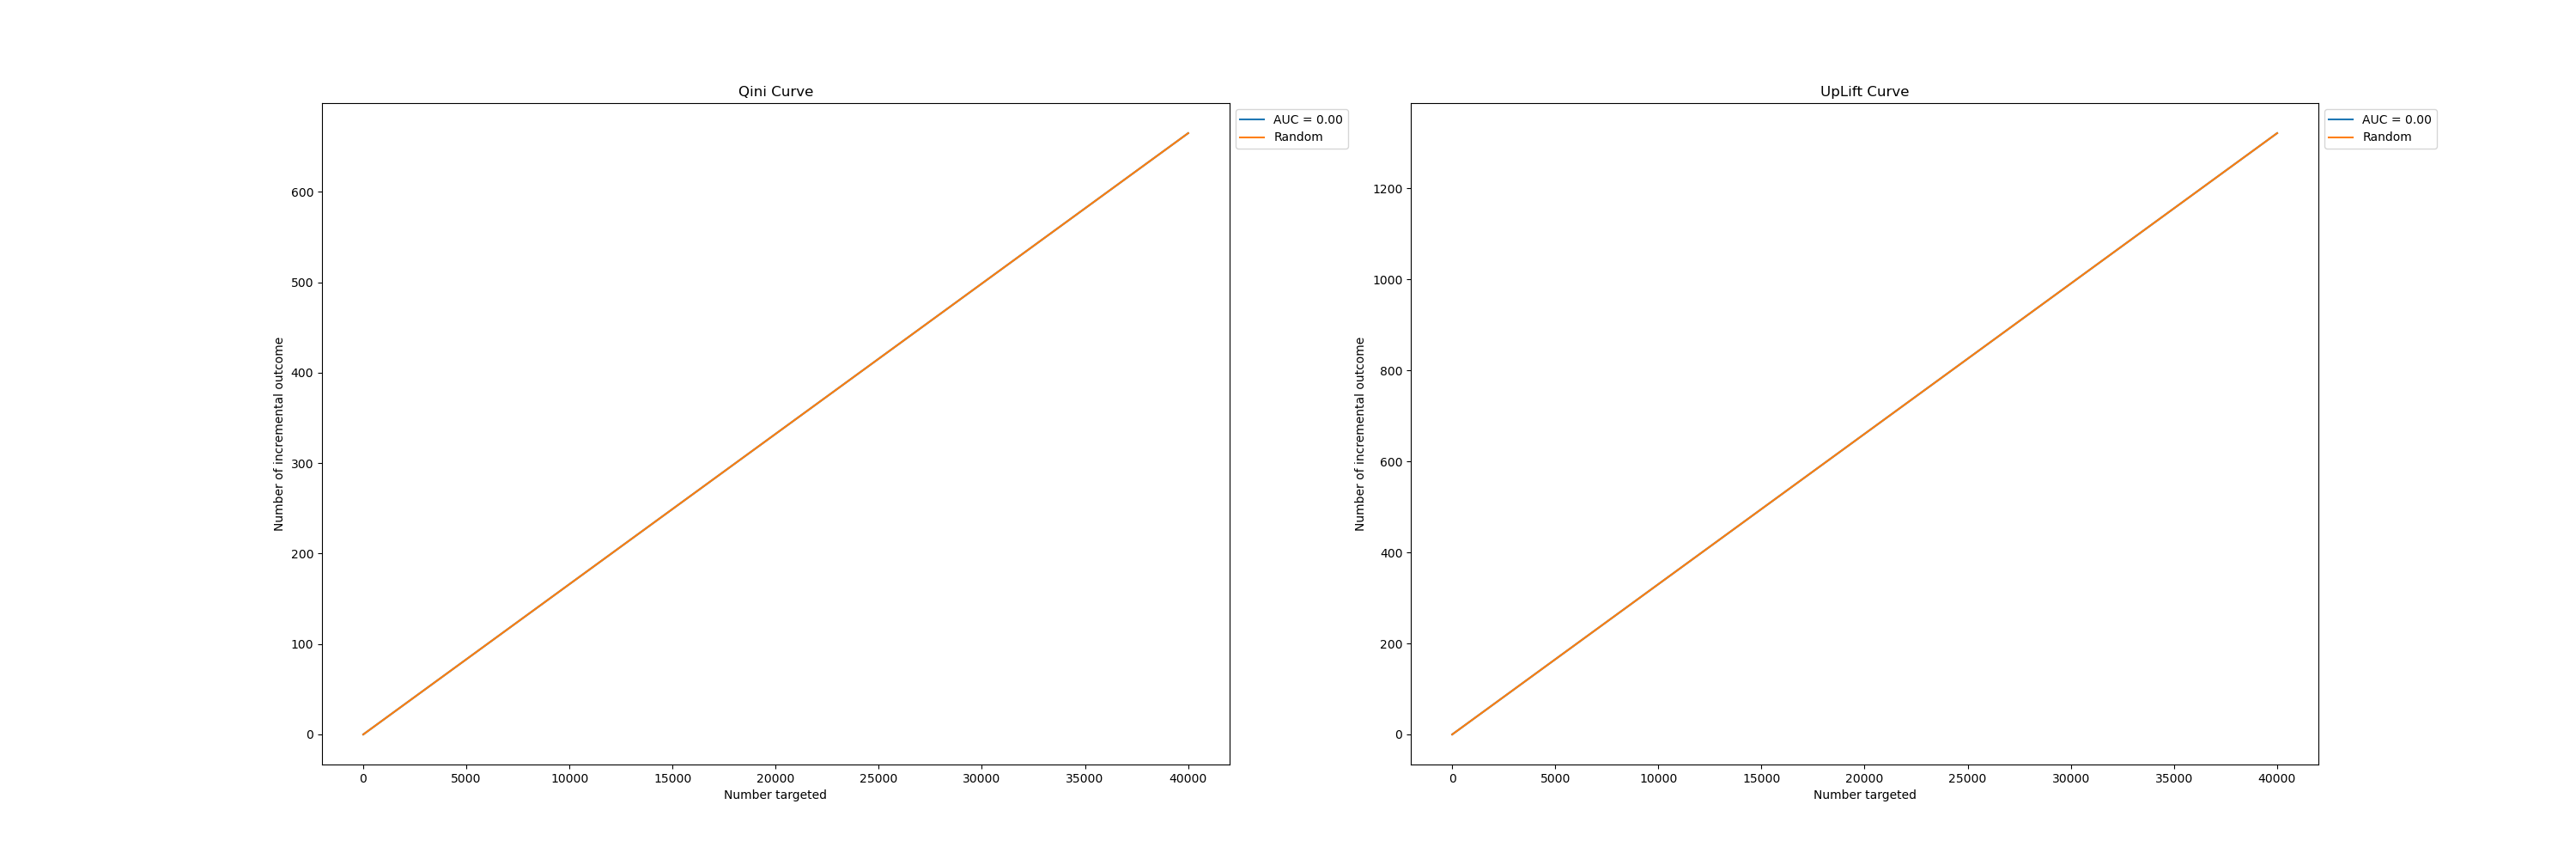 Qini Curve
AUC = 0.00
Random
600
500
400
300
200
100
0
Number of incremental outcome
0 5000 10000 15000 20000 25000 30000 35000 40000
Number targeted
UpLift Curve
AUC = 0.00
Random
1200
1000
800
600
400
200
0
Number of incremental outcome
0 5000 10000 15000 20000 25000 30000 35000 40000
Number targeted